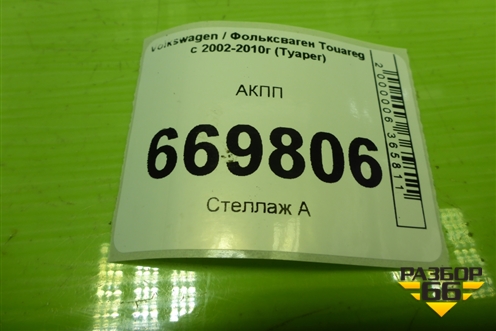 Volkswagen / Фольксваген Touareg
с 2002-2010г (Туарег)
АКПП
669806
Стеллаж А
2000006365811
РАЗБОР
66